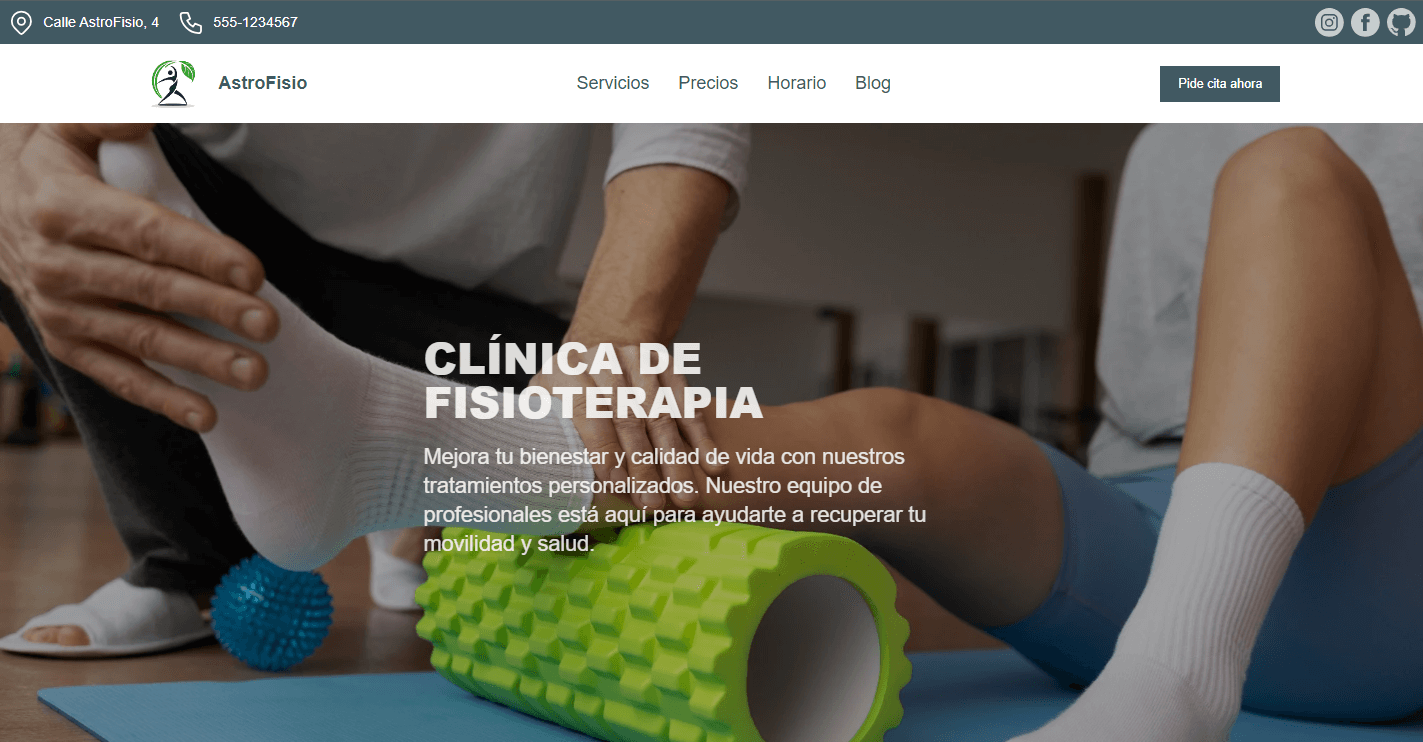 Calle AstroFisio, 4
555-1234567
AstroFisio
Servicios
Precios
Horario
Blog
Pide cita ahora
CLÍNICA DE
FISIOTERAPIA
Mejora tu bienestar y calidad de vida con nuestros
tratamientos personalizados. Nuestro equipo de
profesionales está aquí para ayudarte a recuperar tu
movilidad y salud.